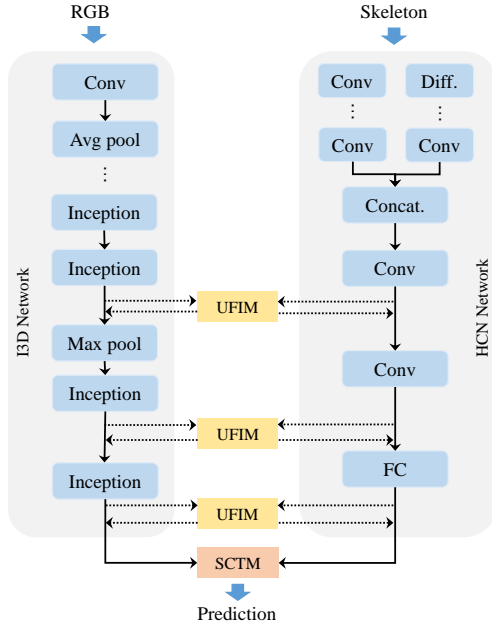 RGB
Skeleton
Conv
Avg pool
...
Inception
Inception
Max pool
Inception
Inception
I3D Network
Conv
Diff.
...
...
Conv
Conv
Concat.
Conv
Conv
FC
HCN Network
UFIM
UFIM
UFIM
SCTM
Prediction